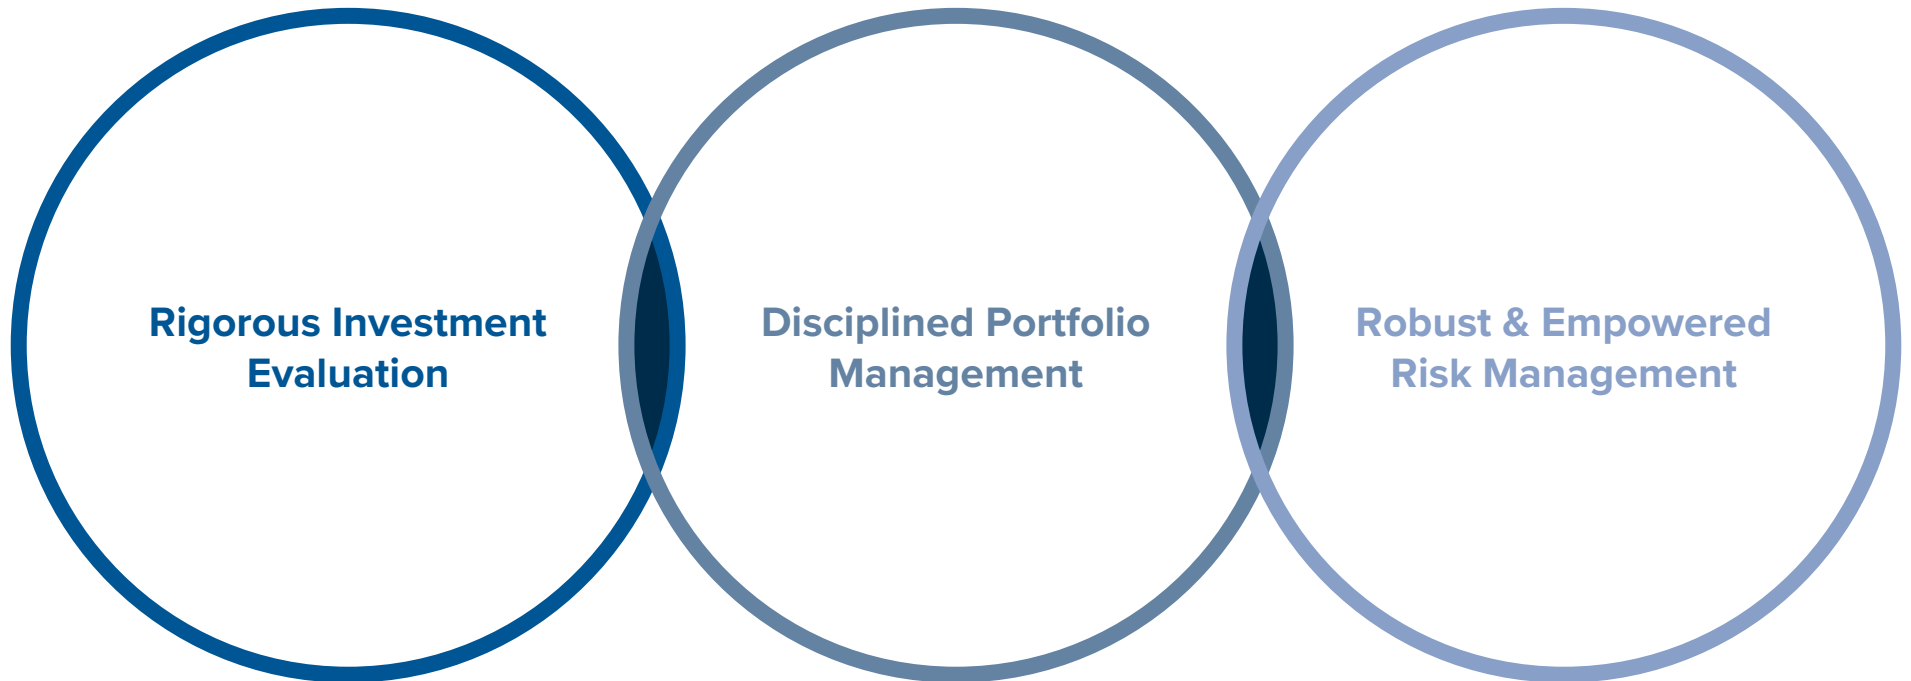 Rigorous Investment
Evaluation
Disciplined Portfolio
Management
Robust & Empowered
Risk Management